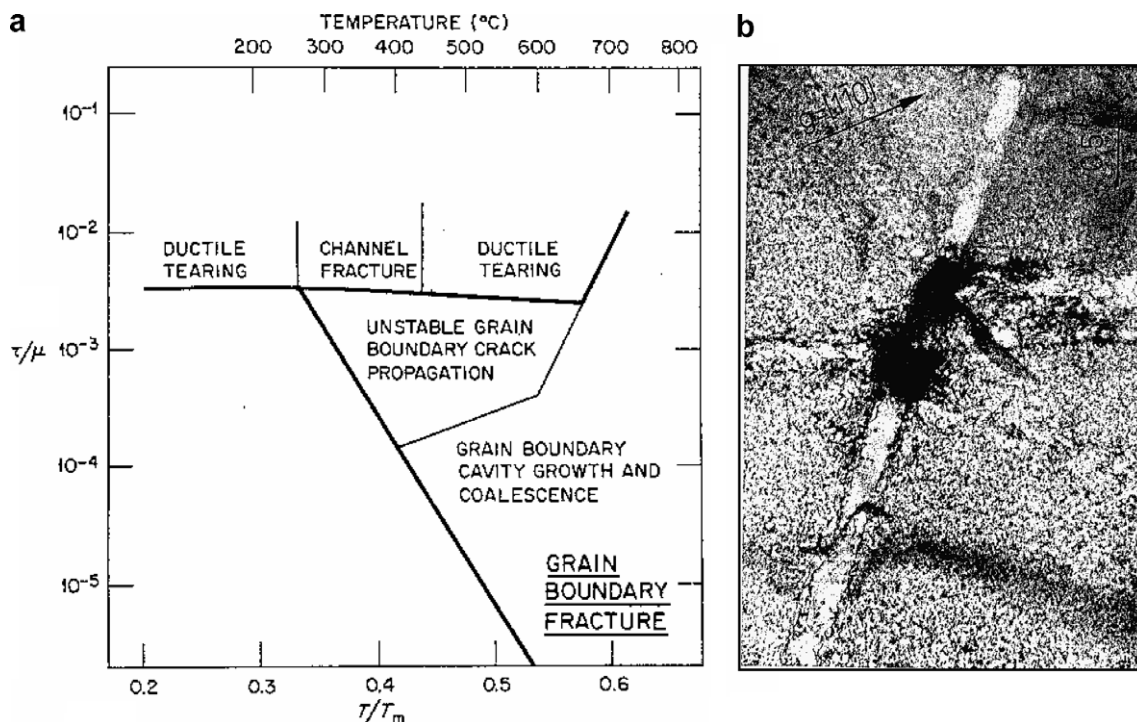 a
TEMPERATURE (°C)
200 300 400 500 600 700 800
10⁻¹
10⁻²
10⁻³
10⁻⁴
10⁻⁵
τ/μ
DUCTILE
TEARING
CHANNEL
FRACTURE
DUCTILE
TEARING
UNSTABLE GRAIN
BOUNDARY CRACK
PROPAGATION
GRAIN BOUNDARY
CAVITY GROWTH AND
COALESCENCE
GRAIN
BOUNDARY
FRACTURE
0.2 0.3 0.4 0.5 0.6
T/Tₘ
b